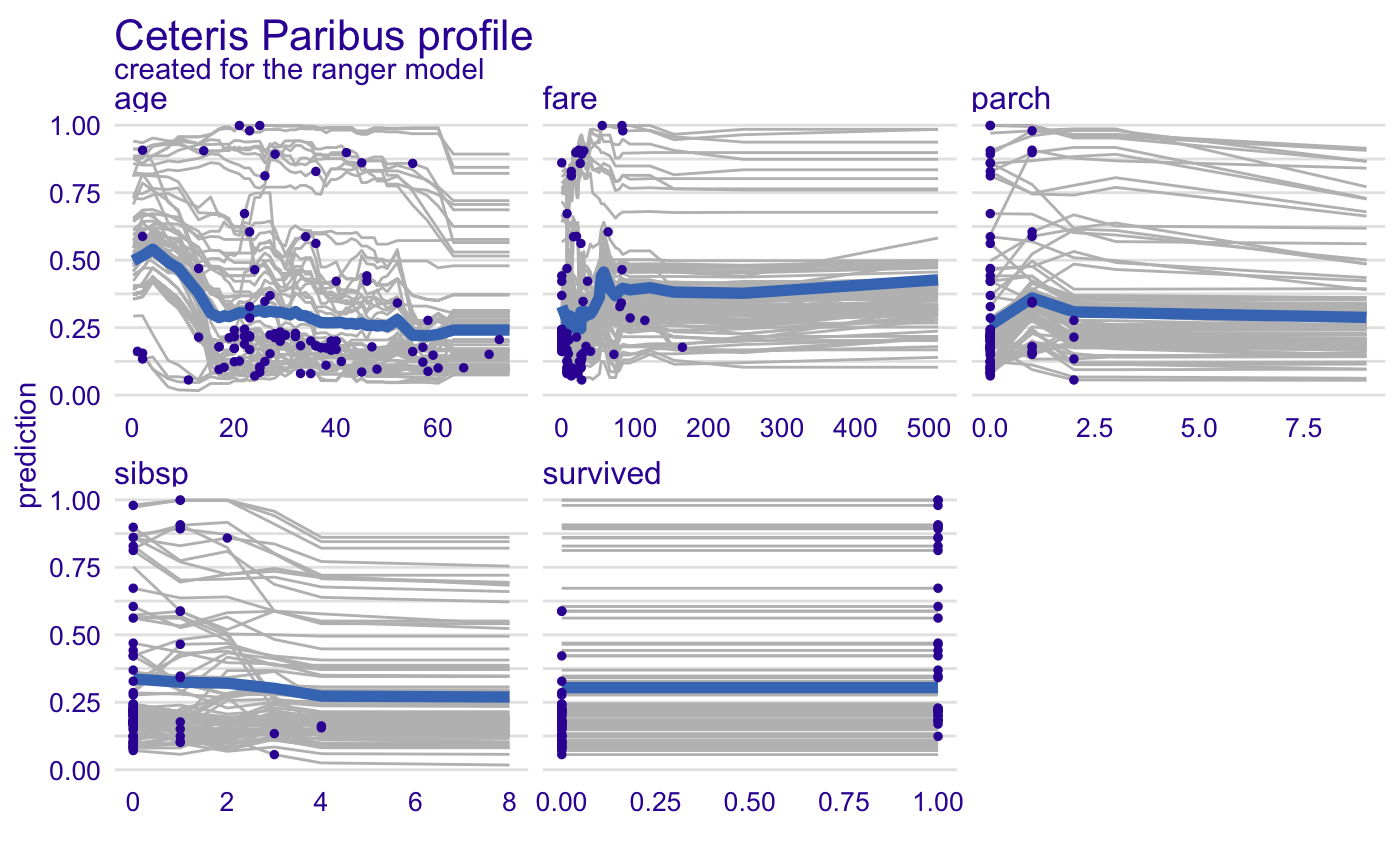 Ceteris Paribus profile
created for the ranger model
age fare parch
1.00
0.75
0.50
0.25
0.00
0 20 40 60 0 100 200 300 400 500 0.0 2.5 5.0 7.5
prediction
sibsp survived
1.00
0.75
0.50
0.25
0.00
0 2 4 6 8 0.00 0.25 0.50 0.75 1.00